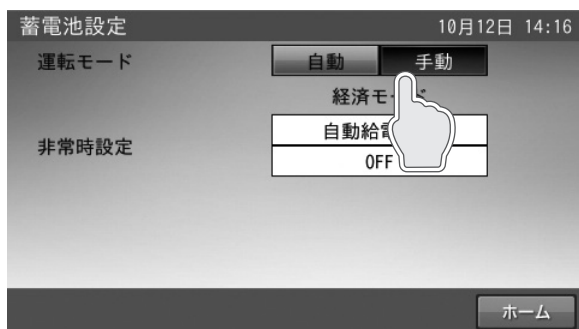 蓄電池設定 10月12日 14:16
運転モード 自動 手動
経済モ
非常時設定 自動給
OFF
ホーム